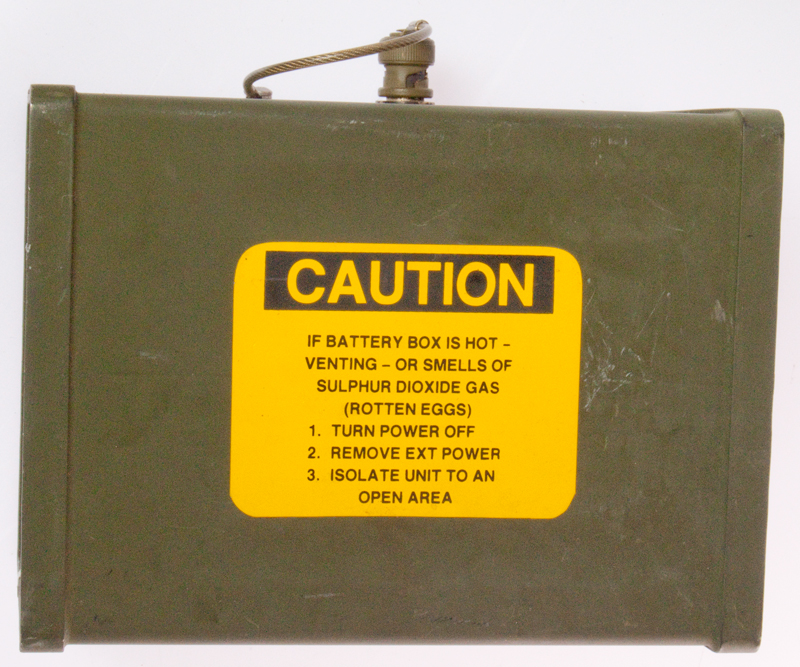 CAUTION
IF BATTERY BOX IS HOT –
VENTING – OR SMELLS OF
SULPHUR DIOXIDE GAS
(ROTTEN EGGS)
1. TURN POWER OFF
2. REMOVE EXT POWER
3. ISOLATE UNIT TO AN
OPEN AREA